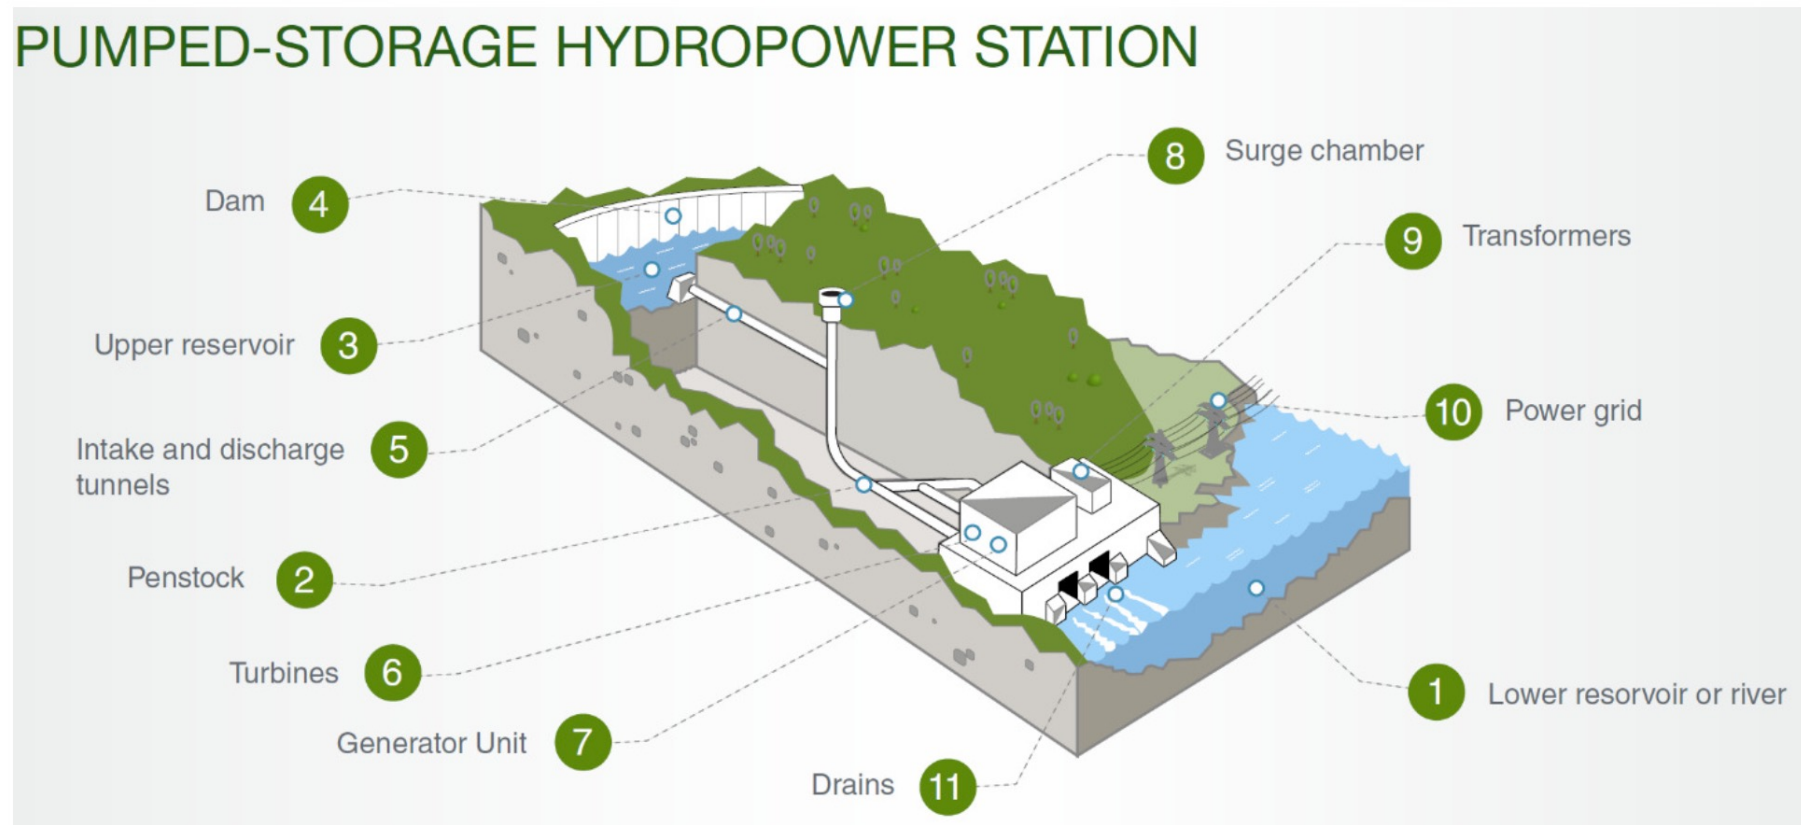 PUMPED-STORAGE HYDROPOWER STATION
8 Surge chamber
Dam 4
9 Transformers
Upper reservoir 3
10 Power grid
Intake and discharge
tunnels
5
Penstock 2
Turbines 6
1 Lower resorvoir or river
Generator Unit 7
Drains 11